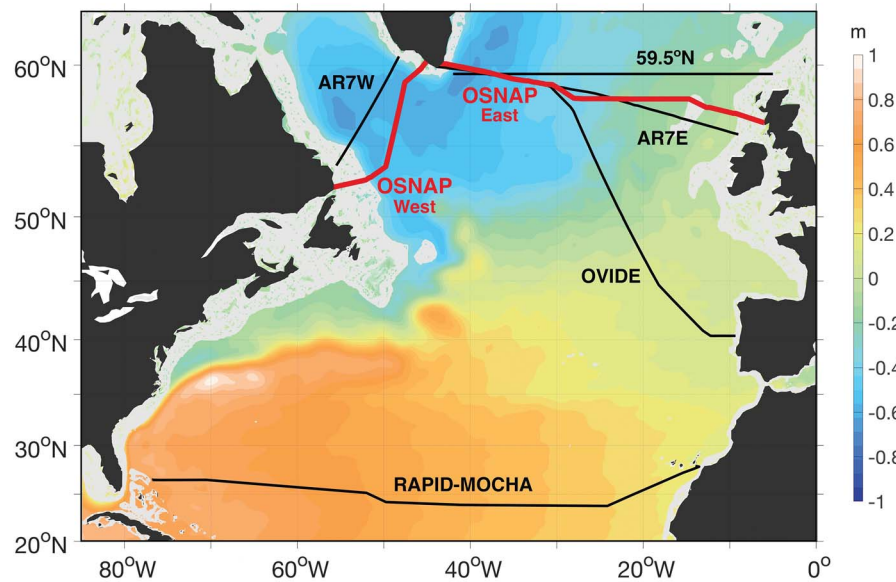 m
60°N
50°N
40°N
30°N
20°N
80°W
60°W
40°W
20°W
0°
AR7W
59.5°N
OSNAP
East
AR7E
OSNAP
West
OVIDE
RAPID-MOCHA
1
0.8
0.6
0.4
0.2
0
-0.2
-0.4
-0.6
-0.8
-1